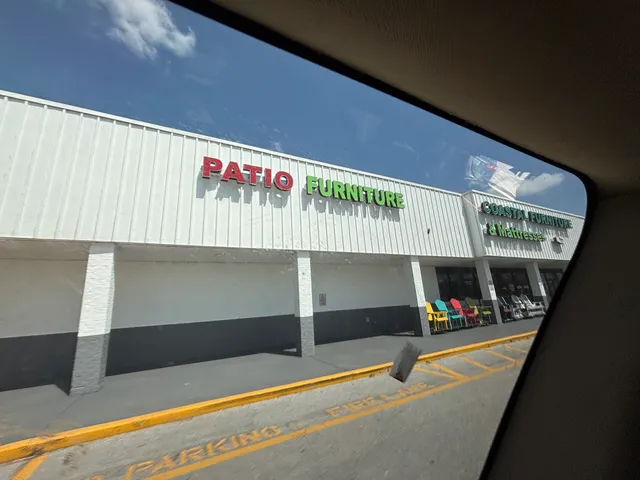 PATIO FURNITURE
COASTAL FURNITURE
& Mattresses
PARKING